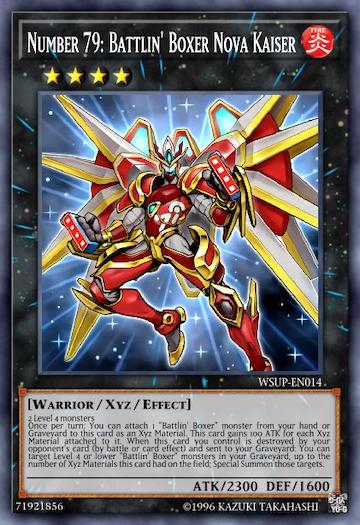 Number 79: Battlin' Boxer Nova Kaiser
FIRE
炎
WSUP-EN014
[Warrior / Xyz / Effect]
2 Level 4 monsters
Once per turn: You can attach 1 "Battlin' Boxer" monster from your hand or
Graveyard to this card as an Xyz Material. This card gains 100 ATK for each Xyz
Material attached to it. When this card you control is destroyed by your
opponent's card (by battle or card effect) and sent to your Graveyard: You can
target Level 4 or lower "Battlin' Boxer" monsters in your Graveyard, up to the
number of Xyz Materials this card had on the field; Special Summon those targets.
ATK/2300 DEF/1600
71921856
©1996 KAZUKI TAKAHASHI